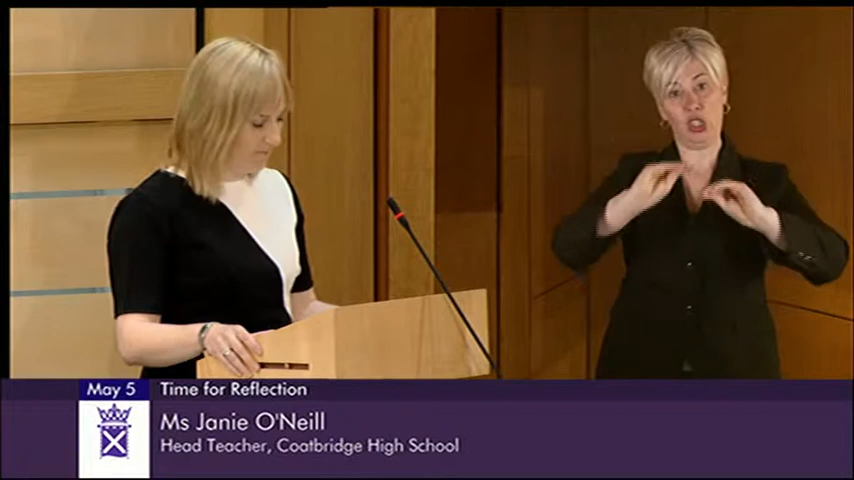 May 5
Time for Reflection
Ms Janie O'Neill
Head Teacher, Coatbridge High School